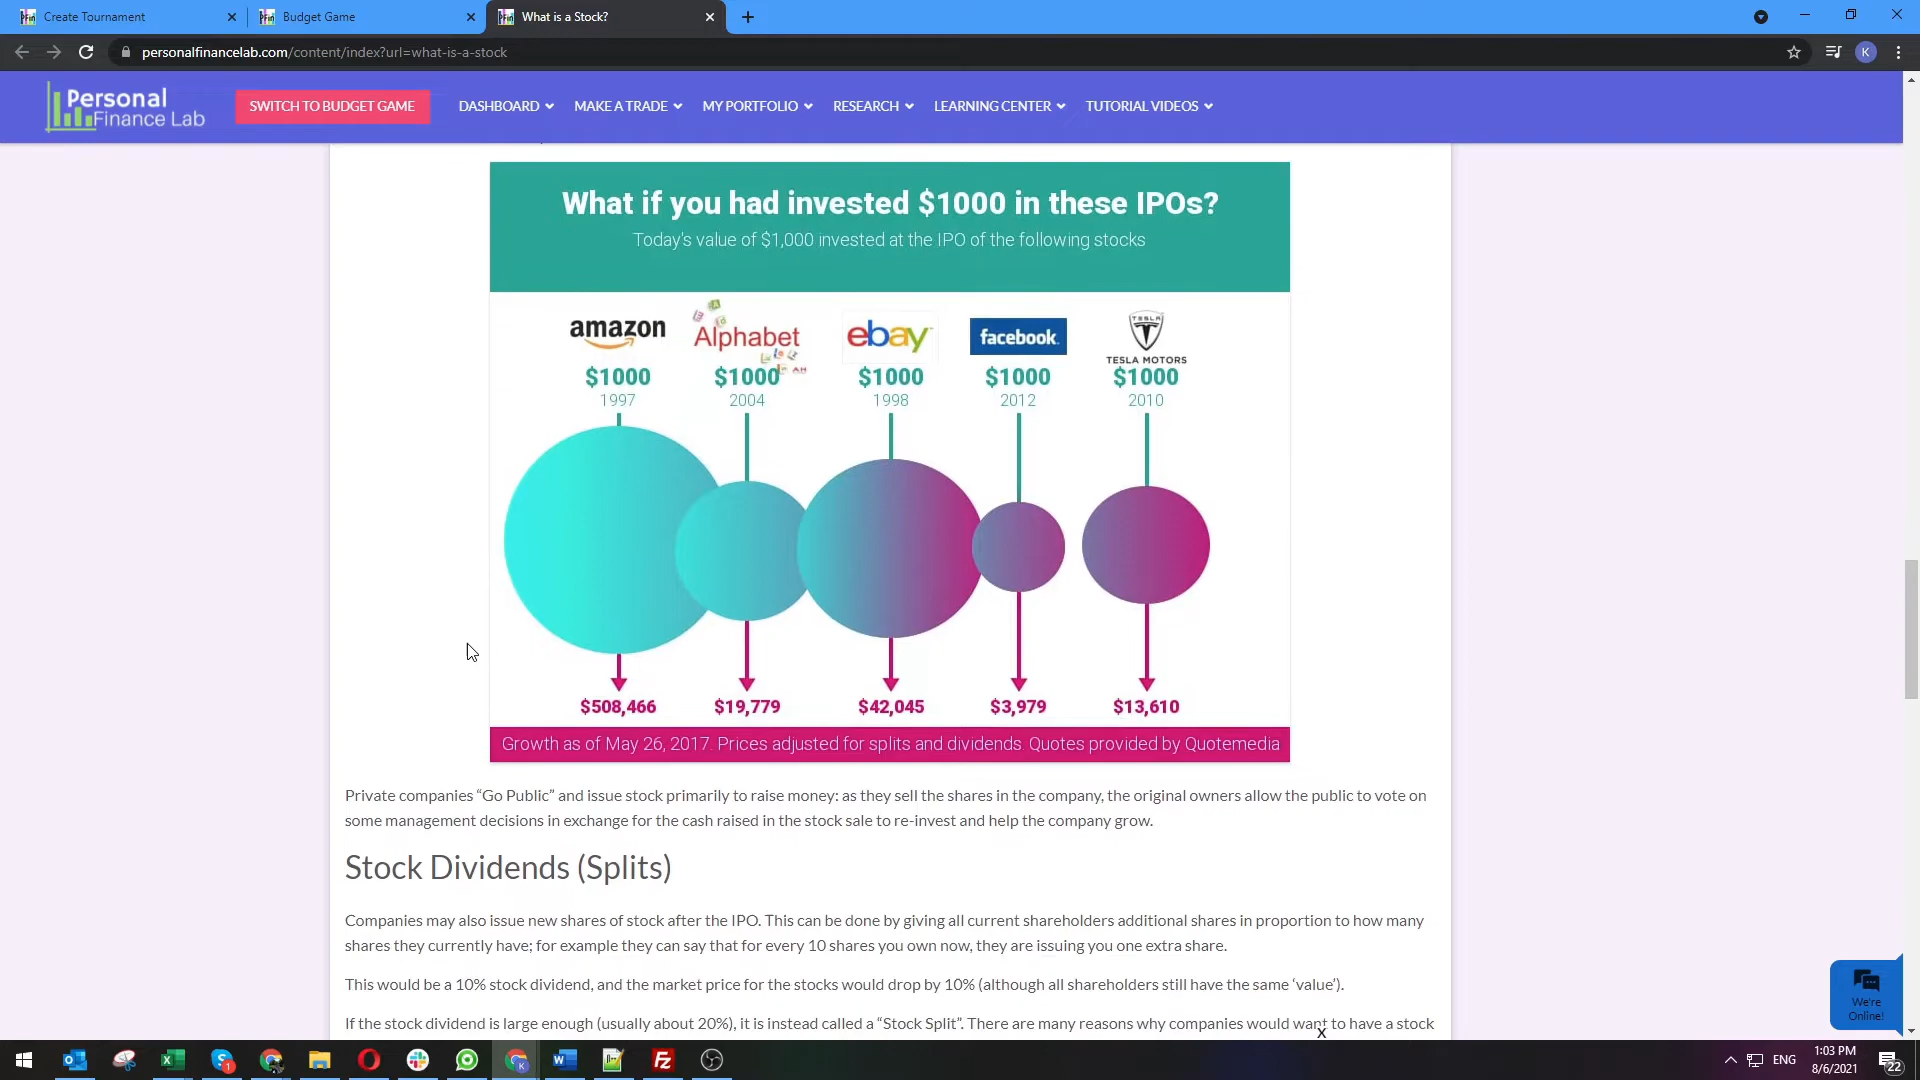 Create Tournament
Budget Game
What is a Stock?
personalfinancelab.com/content/index?url=what-is-a-stock
K
Personal
Finance Lab
SWITCH TO BUDGET GAME
DASHBOARD
MAKE A TRADE
MY PORTFOLIO
RESEARCH
LEARNING CENTER
TUTORIAL VIDEOS
What if you had invested $1000 in these IPOs?
Today's value of $1,000 invested at the IPO of the following stocks
amazon
Alphabet
ebay
facebook.
TESLA
TESLA MOTORS
$1000 $1000 $1000 $1000 $1000
1997 2004 1998 2012 2010
$508,466 $19,779 $42,045 $3,979 $13,610
Growth as of May 26, 2017. Prices adjusted for splits and dividends. Quotes provided by Quotemedia
Private companies “Go Public” and issue stock primarily to raise money: as they sell the shares in the company, the original owners allow the public to vote on
some management decisions in exchange for the cash raised in the stock sale to re-invest and help the company grow.
Stock Dividends (Splits)
Companies may also issue new shares of stock after the IPO. This can be done by giving all current shareholders additional shares in proportion to how many
shares they currently have; for example they can say that for every 10 shares you own now, they are issuing you one extra share.
This would be a 10% stock dividend, and the market price for the stocks would drop by 10% (although all shareholders still have the same ‘value’).
If the stock dividend is large enough (usually about 20%), it is instead called a “Stock Split”. There are many reasons why companies would want to have a stock
X
We're
Online!
ENG
1:03 PM
8/6/2021
22